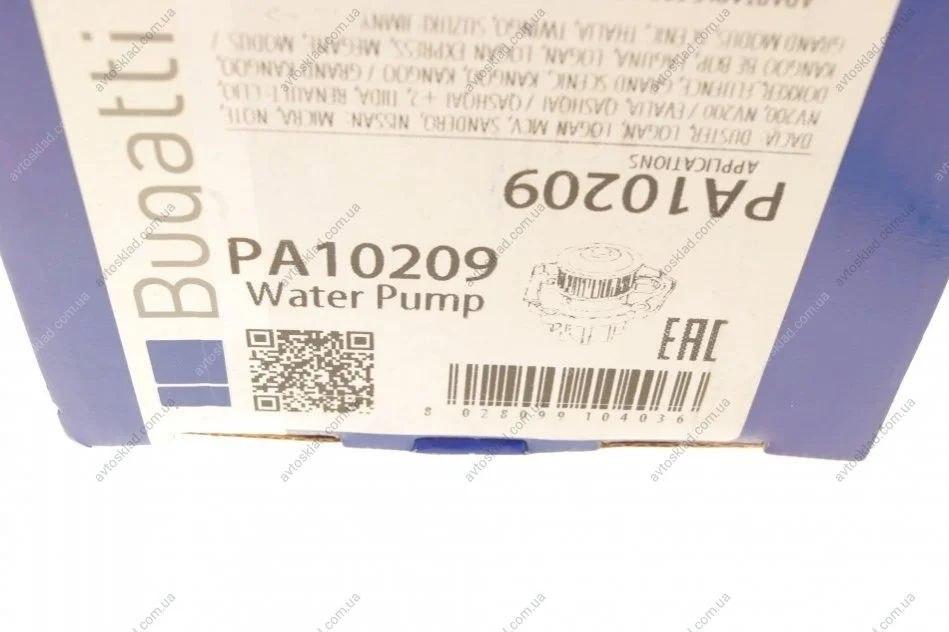 Bugatti
PA10209
Water Pump
EAC
8 028099 104036
PA10209
APPLICATIONS
DACIA: DUSTER, LOGAN, LOGAN MCV, SANDERO, NISSAN: MICRA, NOTE,
NV200, NV200 / EVALIA, QASHQAI / QASHQAI + 2, TIIDA, RENAULT: CLIO,
DOKKER, FLUENCE, GRAND SCENIC, KANGOO, KANGOO / GRAND KANGOO,
KANGOO BE BOP, LAGUNA, LOGAN, LOGAN EXPRESS, MEGANE, MODUS /
GRAND MODUS, SCENIC, THALIA, TWINGO, SUZUKI: JIMNY
avtosklad.com.ua